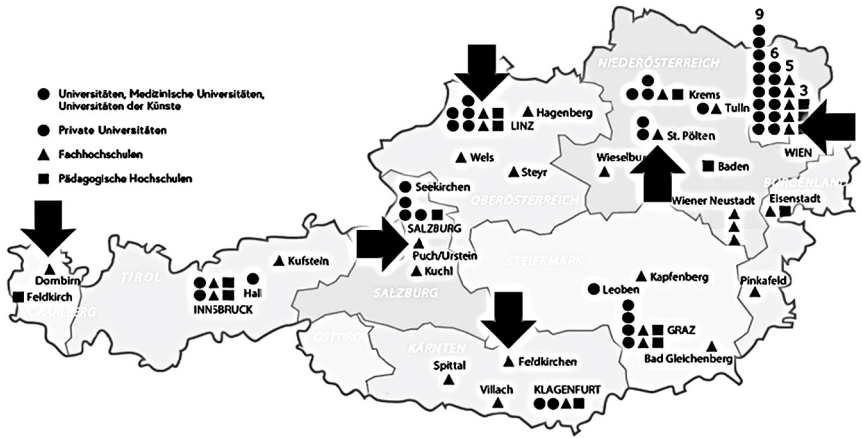 9
6
5
3
NIEDERÖSTERREICH
Universitäten, Medizinische Universitäten,
Universitäten der Künste
Private Universitäten
Fachhochschulen
Pädagogische Hochschulen
Krems
Tulln
Hagenberg
LINZ
St. Pölten
WIEN
Wels
Steyr
Wieselburg
Baden
BURGENLAND
Seekirchen
OBERÖSTERREICH
Wiener Neustadt
Eisenstadt
SALZBURG
Puch/Urstein
Kuchl
Kufstein
STEIERMARK
Dornbirn
TIROL
Kapfenberg
Pinkafeld
Feldkirch
Hall
SALZBURG
Leoben
INNSBRUCK
GRAZ
OSTTIROL
KÄRNTEN
Feldkirchen
Bad Gleichenberg
Spittal
Villach
KLAGENFURT